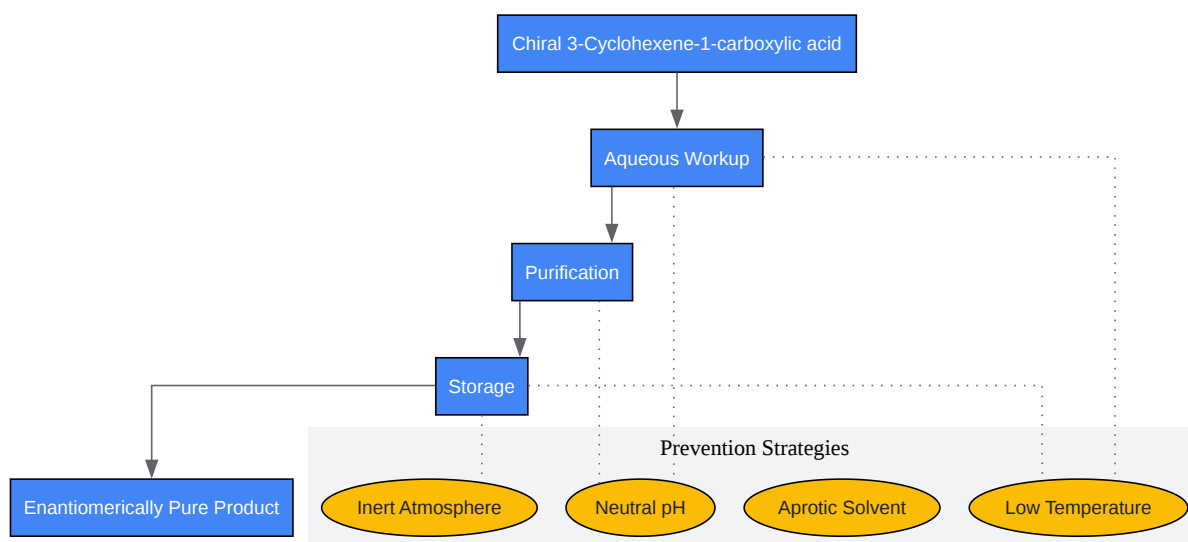 Chiral 3-Cyclohexene-1-carboxylic acid
Aqueous Workup
Purification
Storage
Prevention Strategies
Enantiomerically Pure Product
Inert Atmosphere
Neutral pH
Aprotic Solvent
Low Temperature